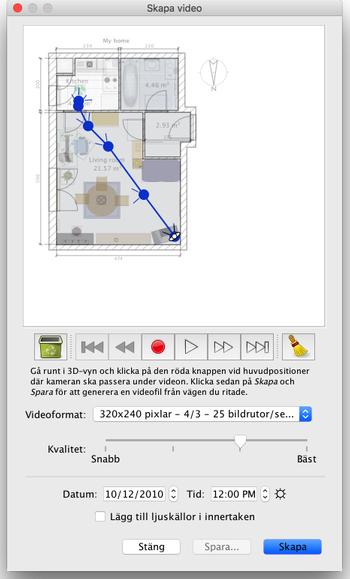 Skapa video
My home
239
220
Kitchen
4.46 m²
2.93 m²
Living room
21.57 m²
474
N
Gå runt i 3D-vyn och klicka på den röda knappen vid huvudpositioner
där kameran ska passera under videon. Klicka sedan på Skapa och
Spara för att generera en videofil från vägen du ritade.
Videoformat: 320x240 pixlar – 4/3 – 25 bildrutor/se...
Kvalitet:
Snabb Bäst
Datum: 10/12/2010 Tid: 12:00 PM
Lägg till ljuskällor i innertaken
Stäng Spara... Skapa